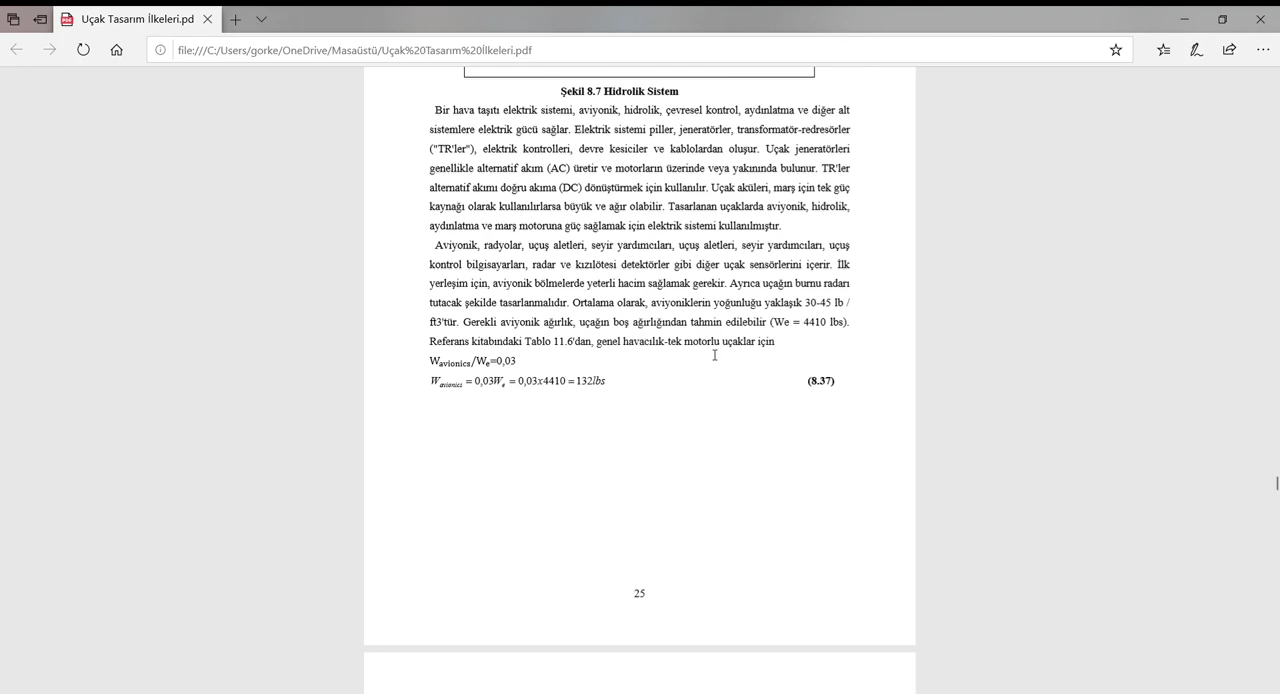 Uçak Tasarım İlkeleri.pd
file:///C:/Users/gorke/OneDrive/Masaüstü/Uçak%20Tasarım%20İlkeleri.pdf
Şekil 8.7 Hidrolik Sistem
Bir hava taşıtı elektrik sistemi, aviyonik, hidrolik, çevresel kontrol, aydınlatma ve diğer alt
sistemlere elektrik gücü sağlar. Elektrik sistemi piller, jeneratörler, transformatör-redresörler
("TR'ler"), elektrik kontrolleri, devre kesiciler ve kablolardan oluşur. Uçak jeneratörleri
genellikle alternatif akım (AC) üretir ve motorların üzerinde veya yakınında bulunur. TR'ler
alternatif akımı doğru akıma (DC) dönüştürmek için kullanılır. Uçak aküleri, marş için tek güç
kaynağı olarak kullanılırlarsa büyük ve ağır olabilir. Tasarlanan uçaklarda aviyonik, hidrolik,
aydınlatma ve marş motoruna güç sağlamak için elektrik sistemi kullanılmıştır.
Aviyonik, radyolar, uçuş aletleri, seyir yardımcıları, uçuş aletleri, seyir yardımcıları, uçuş
kontrol bilgisayarları, radar ve kızılötesi detektörler gibi diğer uçak sensörlerini içerir. İlk
yerleşim için, aviyonik bölmelerde yeterli hacim sağlamak gerekir. Ayrıca uçağın burnu radarı
tutacak şekilde tasarlanmalıdır. Ortalama olarak, aviyoniklerin yoğunluğu yaklaşık 30-45 lb /
ft3'tür. Gerekli aviyonik ağırlık, uçağın boş ağırlığından tahmin edilebilir (We = 4410 lbs).
Referans kitabındaki Tablo 11.6'dan, genel havacılık-tek motorlu uçaklar için
Wavionics/We=0,03
Wavionics = 0,03We = 0,03x4410 = 132lbs (8.37)
25